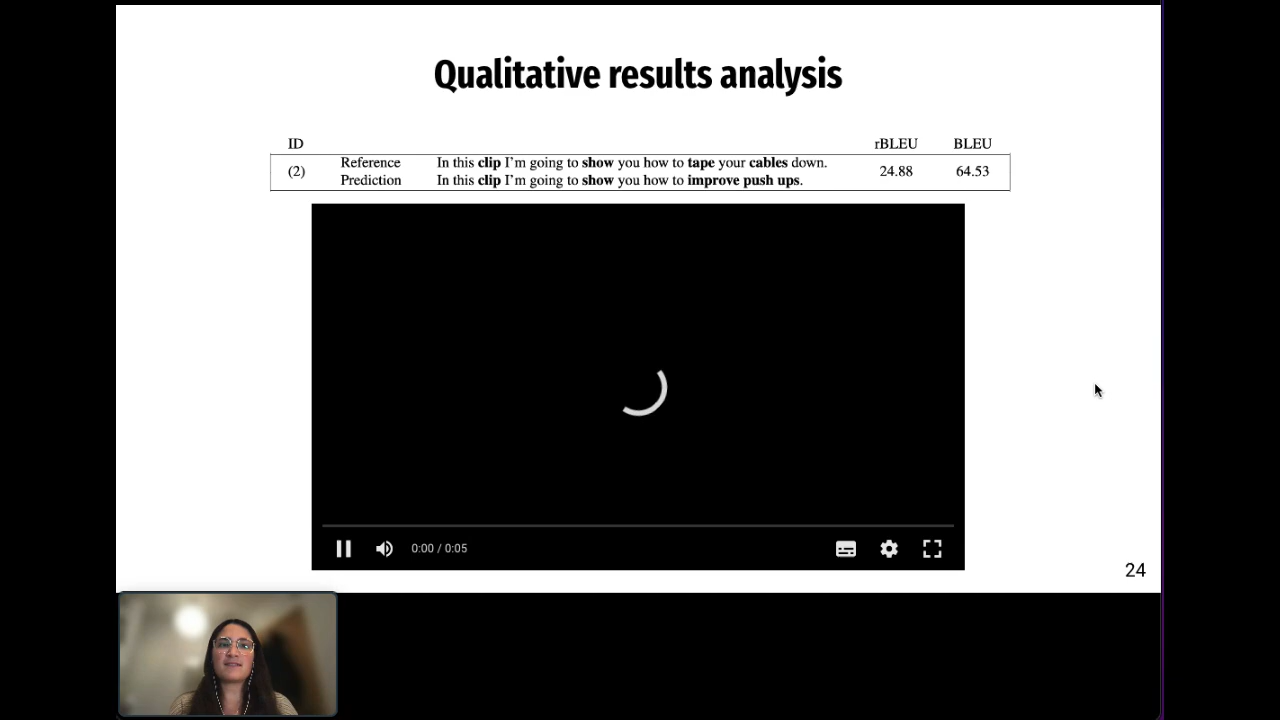 Qualitative results analysis
ID rBLEU BLEU
Reference In this clip I'm going to show you how to tape your cables down.
(2) 24.88 64.53
Prediction In this clip I'm going to show you how to improve push ups.
0:00 / 0:05
24